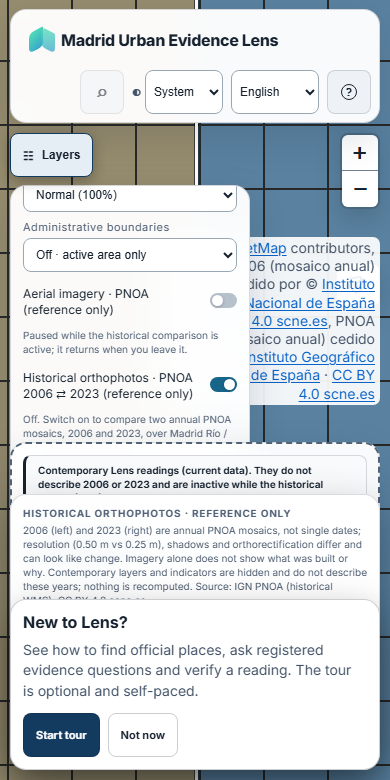 Madrid Urban Evidence Lens
System
English
?
Layers
+
−
Normal (100%)
Administrative boundaries
Off · active area only
Aerial imagery · PNOA
(reference only)
Paused while the historical comparison is
active; it returns when you leave it.
Historical orthophotos · PNOA
2006 ⇄ 2023 (reference only)
Off. Switch on to compare two annual PNOA
mosaics, 2006 and 2023, over Madrid Río /
etMap contributors,
06 (mosaico anual)
dido por © Instituto
Nacional de España
4.0 scne.es, PNOA
saico anual) cedido
nstituto Geográfico
de España · CC BY
4.0 scne.es
Contemporary Lens readings (current data). They do not
describe 2006 or 2023 and are inactive while the historical
HISTORICAL ORTHOPHOTOS · REFERENCE ONLY
2006 (left) and 2023 (right) are annual PNOA mosaics, not single dates;
resolution (0.50 m vs 0.25 m), shadows and orthorectification differ and
can look like change. Imagery alone does not show what was built or
why. Contemporary layers and indicators are hidden and do not describe
these years; nothing is recomputed. Source: IGN PNOA (historical
New to Lens?
See how to find official places, ask registered
evidence questions and verify a reading. The tour
is optional and self-paced.
Start tour
Not now